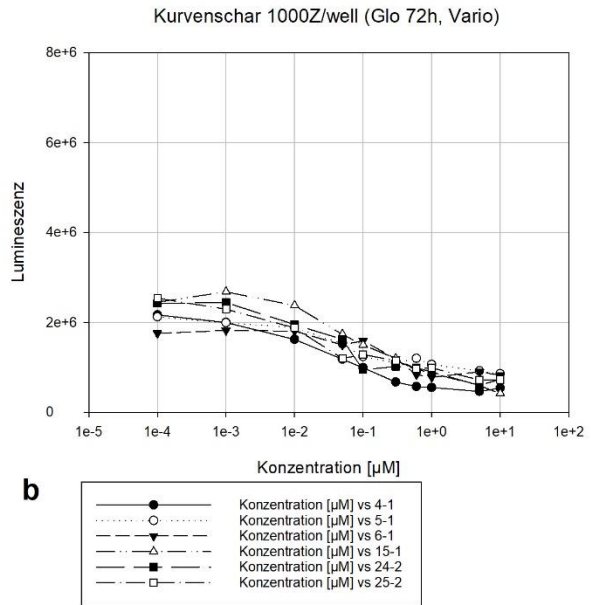 Kurvenschar 1000Z/well (Glo 72h, Vario)
8e+6
6e+6
4e+6
2e+6
0
Lumineszenz
1e-5 1e-4 1e-3 1e-2 1e-1 1e+0 1e+1 1e+2
Konzentration [µM]
b
Konzentration [µM] vs 4-1
Konzentration [µM] vs 5-1
Konzentration [µM] vs 6-1
Konzentration [µM] vs 15-1
Konzentration [µM] vs 24-2
Konzentration [µM] vs 25-2